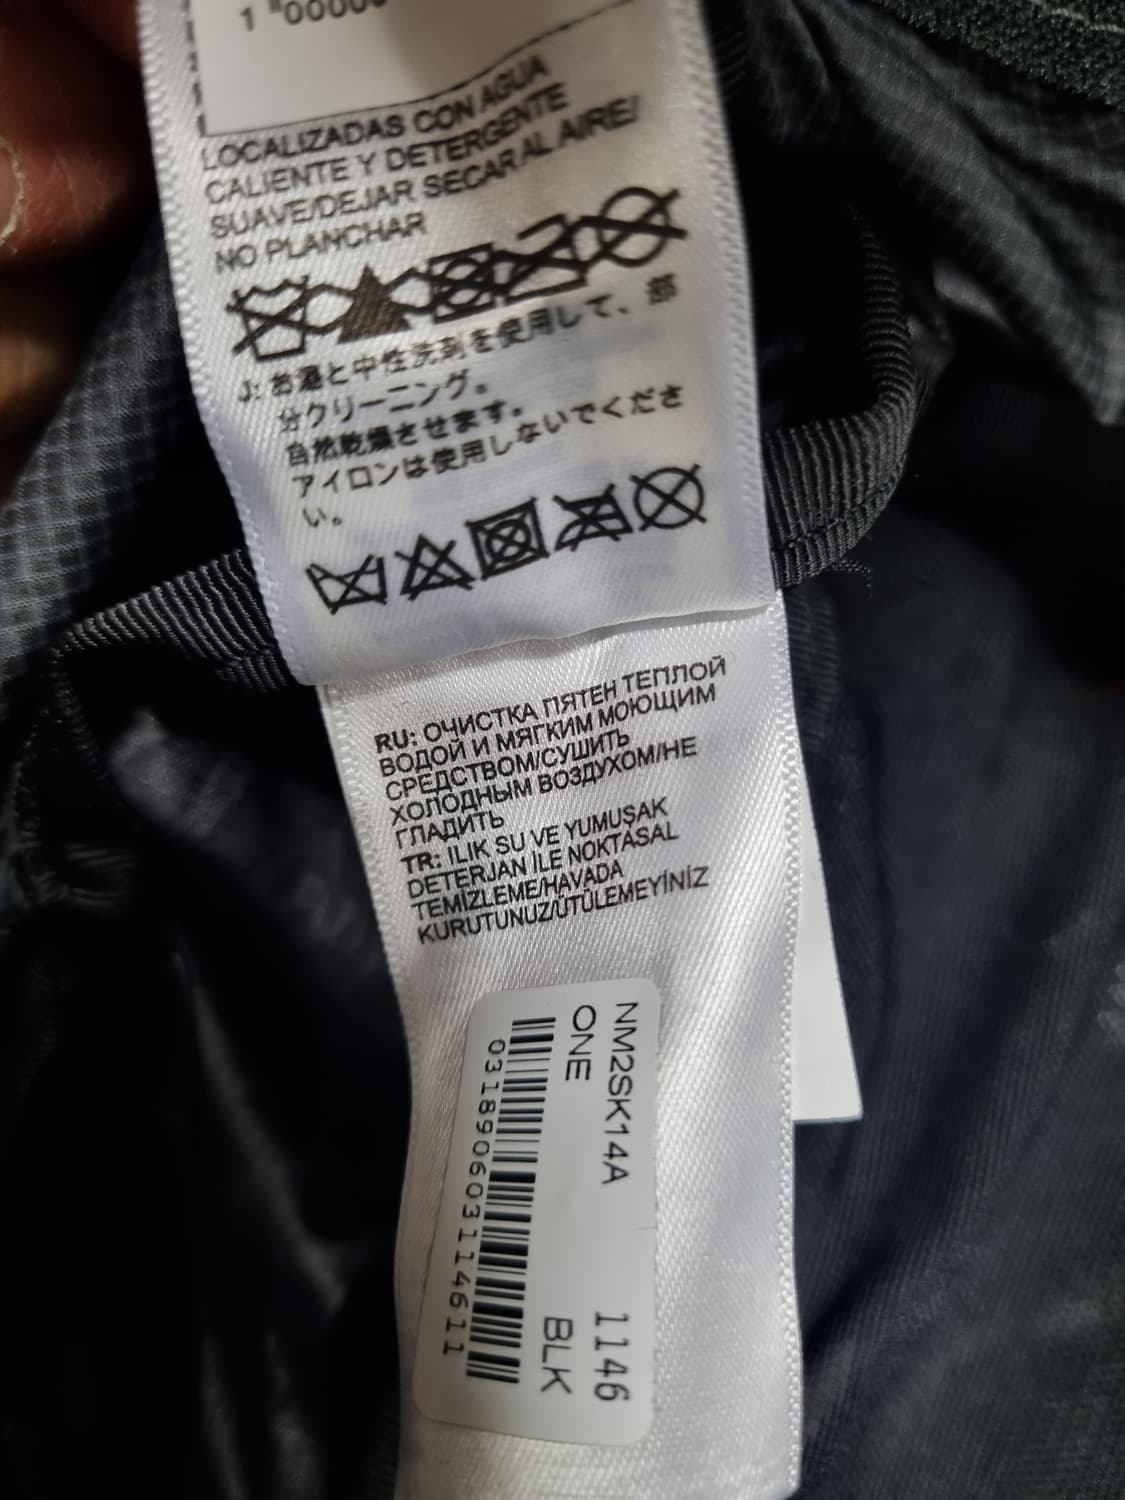 LOCALIZADAS CON AGUA
CALIENTE Y DETERGENTE
SUAVE/DEJAR SECAR AL AIRE/
NO PLANCHAR
J: お湯と中性洗剤を使用して、部
分クリーニング。
自然乾燥させます。
アイロンは使用しないでくださ
い。
RU: ОЧИСТКА ПЯТЕН ТЕПЛОЙ
ВОДОЙ И МЯГКИМ МОЮЩИМ
СРЕДСТВОМ/СУШИТЬ
ХОЛОДНЫМ ВОЗДУХОМ/НЕ
ГЛАДИТЬ
TR: ILIK SU VE YUMUŞAK
DETERJAN ILE NOKTASAL
TEMİZLEME/HAVADA
KURUTUNUZ/ÜTÜLEMEYİNİZ
NM2SK14A 1146
ONE BLK
031890603114611